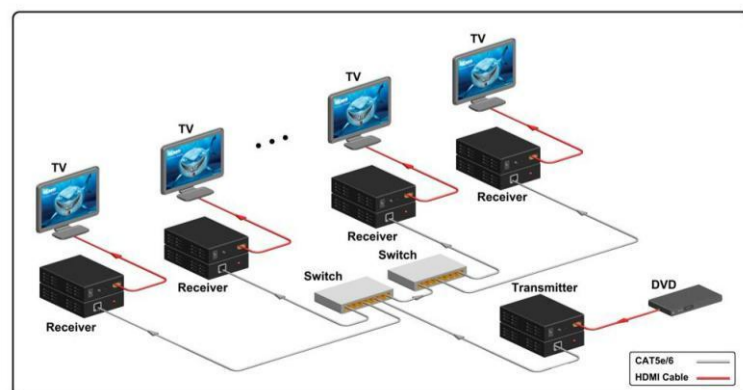 TV
TV
TV
TV
Receiver
Receiver
Switch
Switch
Receiver
Receiver
Transmitter
DVD
CAT5e/6
HDMI Cable